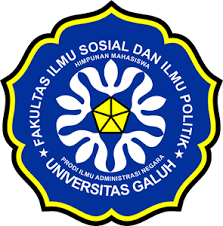 FAKULTAS ILMU SOSIAL DAN ILMU POLITIK
HIMPUNAN MAHASISWA
PRODI ILMU ADMINISTRASI NEGARA
UNIVERSITAS GALUH